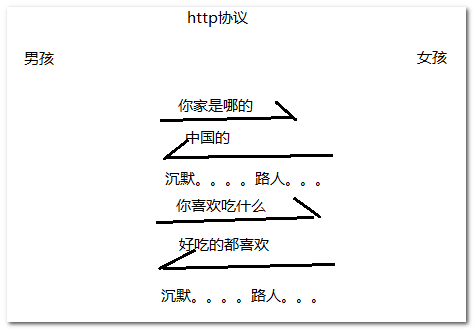 http协议
男孩 女孩
你家是哪的
中国的
沉默。。。。路人。。。
你喜欢吃什么
好吃的都喜欢
沉默。。。。路人。。。